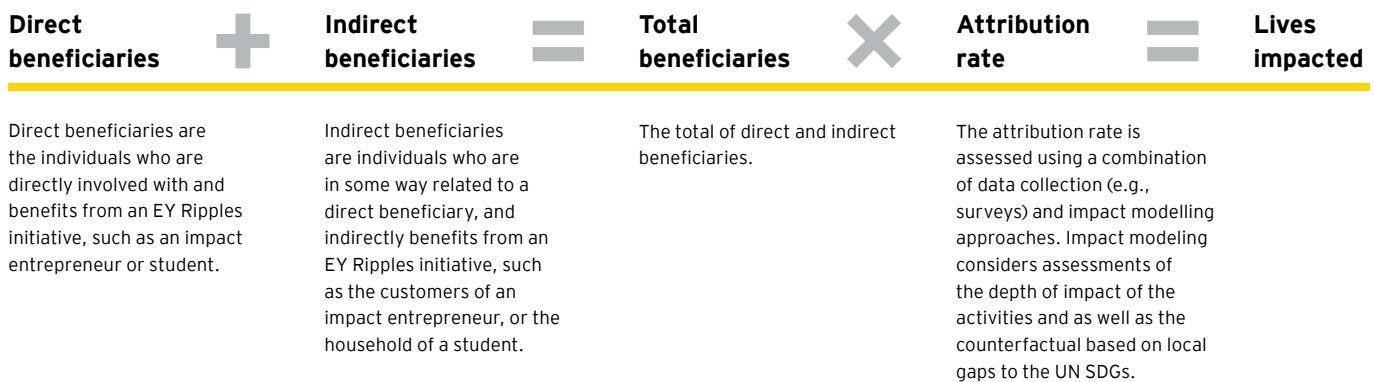 Direct
beneficiaries
+
Indirect
beneficiaries
=
Total
beneficiaries
×
Attribution
rate
=
Lives
impacted
Direct beneficiaries are
the individuals who are
directly involved with and
benefits from an EY Ripples
initiative, such as an impact
entrepreneur or student.
Indirect beneficiaries
are individuals who are
in some way related to a
direct beneficiary, and
indirectly benefits from an
EY Ripples initiative, such
as the customers of an
impact entrepreneur, or the
household of a student.
The total of direct and indirect
beneficiaries.
The attribution rate is
assessed using a combination
of data collection (e.g.,
surveys) and impact modelling
approaches. Impact modeling
considers assessments of
the depth of impact of the
activities and as well as the
counterfactual based on local
gaps to the UN SDGs.